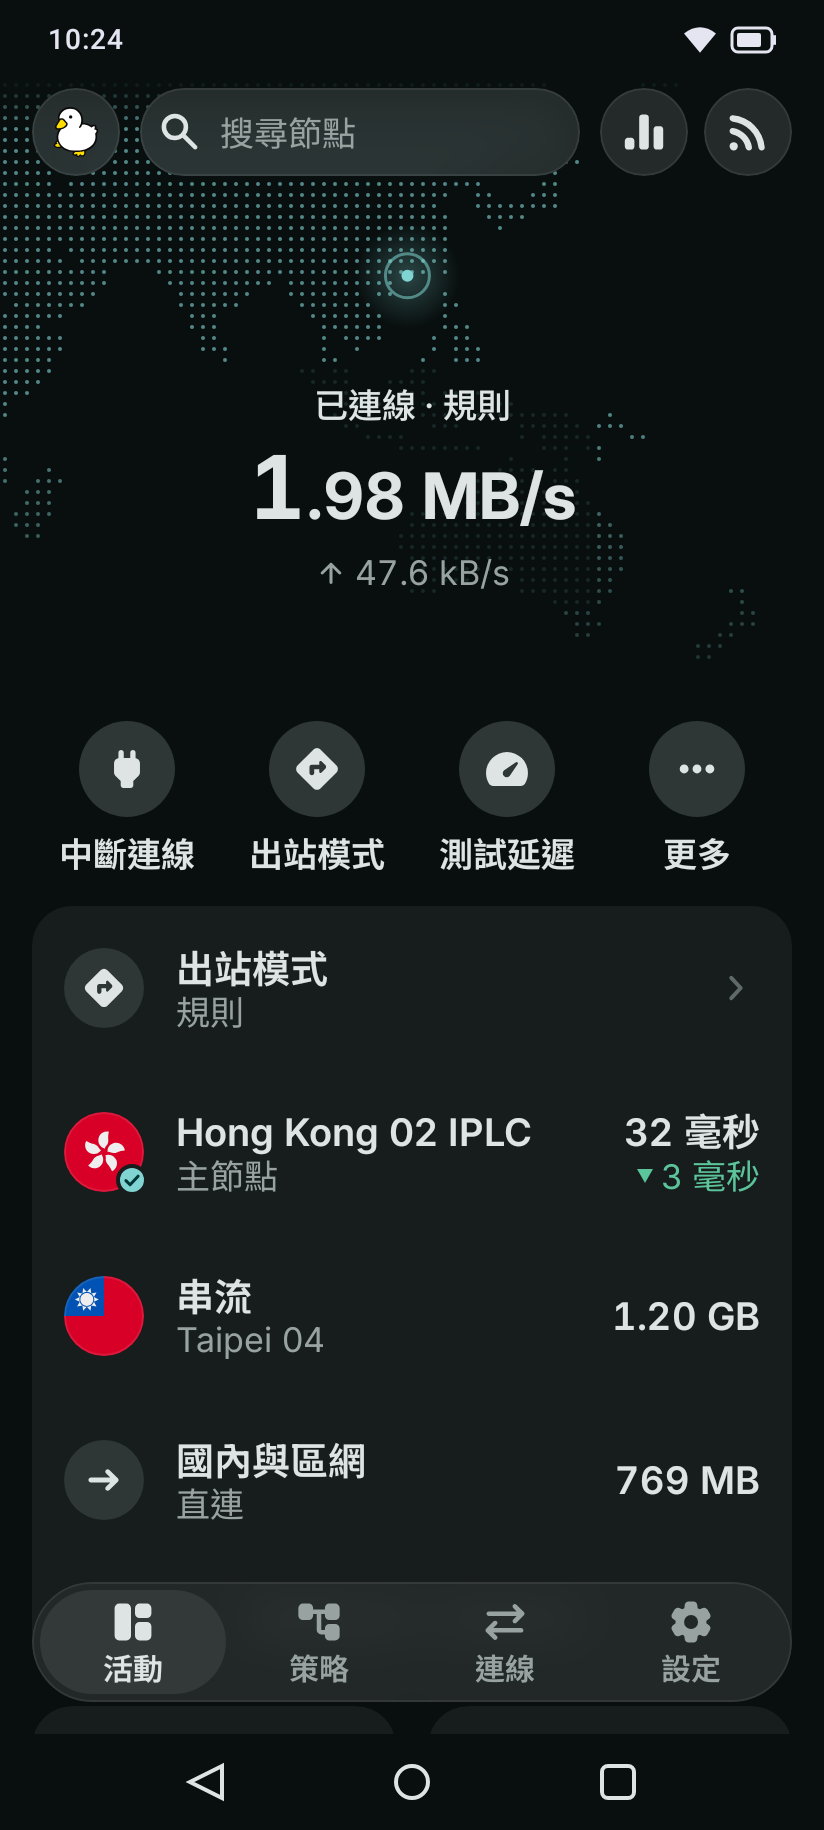 10:24
搜尋節點
已連線 · 規則
1.98 MB/s
↑ 47.6 kB/s
中斷連線
出站模式
測試延遲
更多
出站模式
規則
Hong Kong 02 IPLC
32 毫秒
主節點
▼3 毫秒
串流
1.20 GB
Taipei 04
國內與區網
769 MB
直連
活動
策略
連線
設定